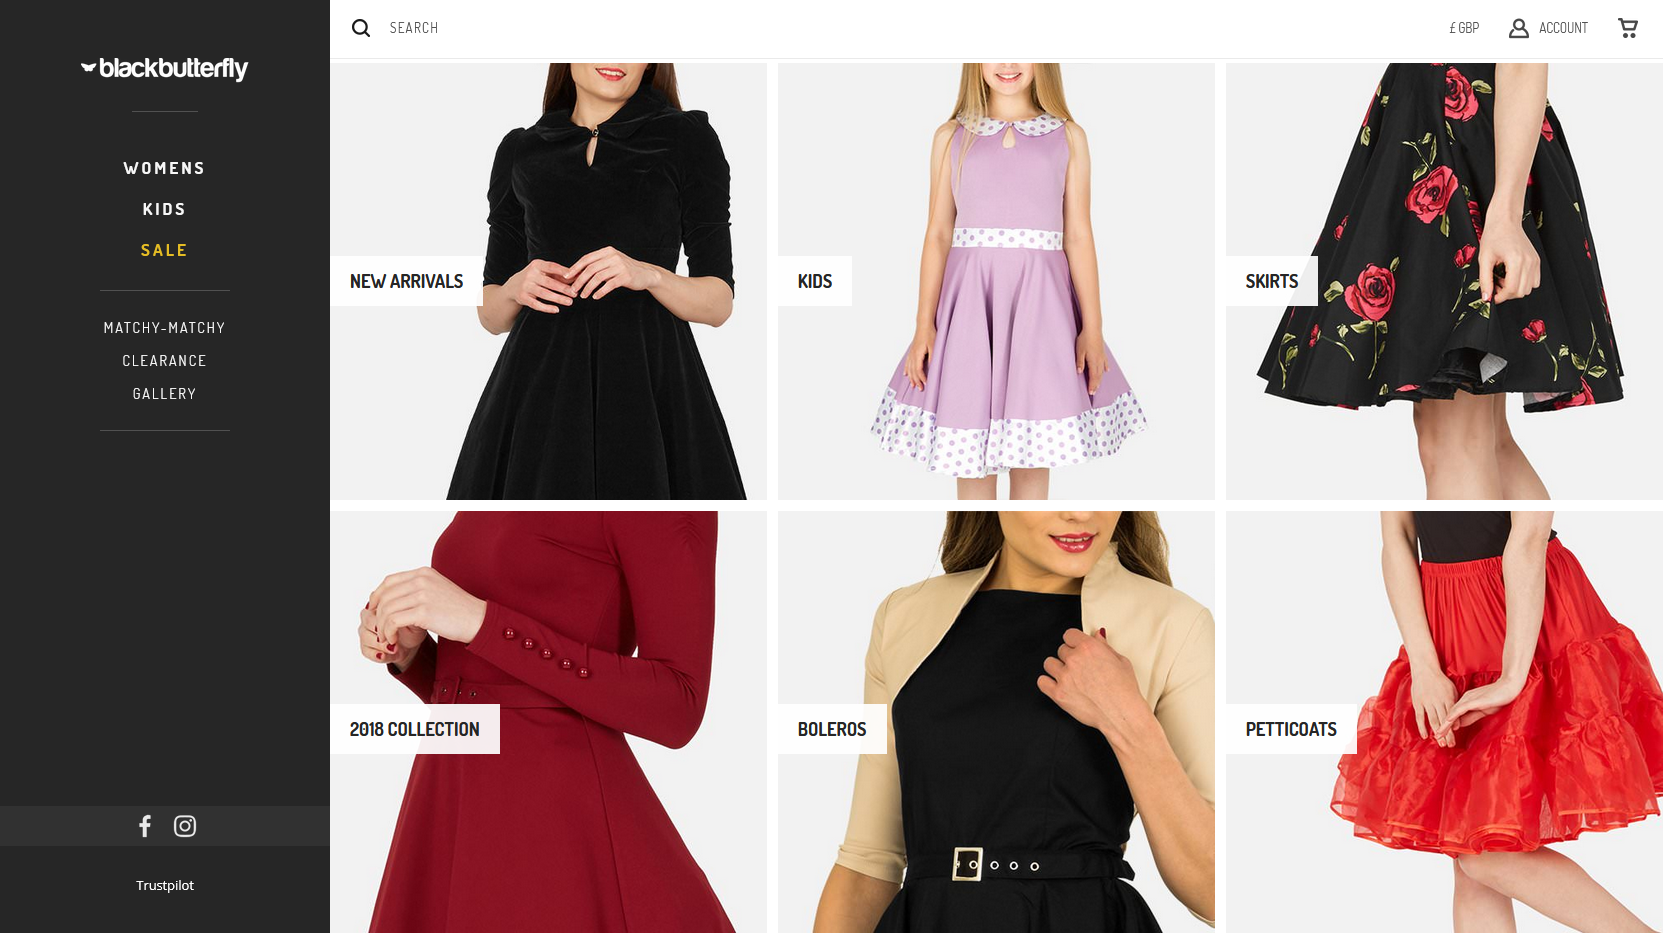 blackbutterfly
WOMENS
KIDS
SALE
MATCHY-MATCHY
CLEARANCE
GALLERY
Trustpilot
SEARCH
£ GBP
ACCOUNT
NEW ARRIVALS
KIDS
SKIRTS
2018 COLLECTION
BOLEROS
PETTICOATS